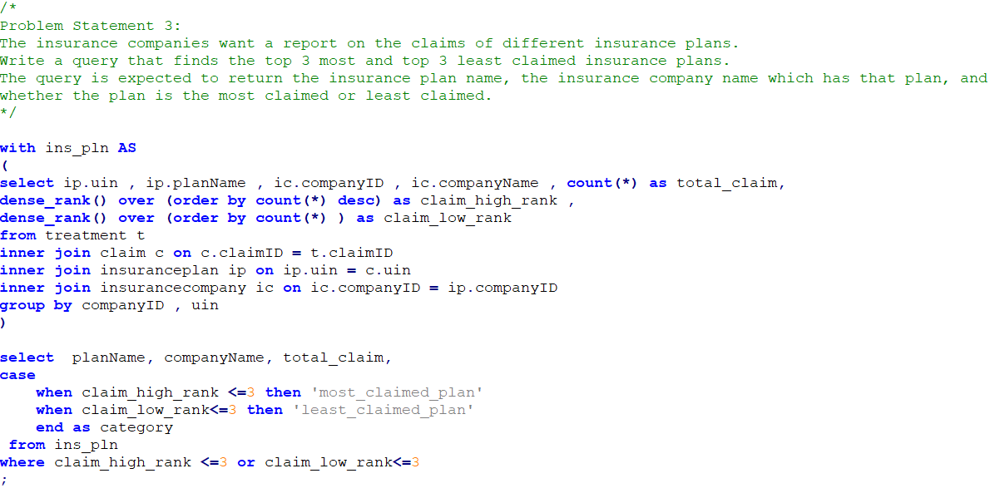 /*
Problem Statement 3:
The insurance companies want a report on the claims of different insurance plans.
Write a query that finds the top 3 most and top 3 least claimed insurance plans.
The query is expected to return the insurance plan name, the insurance company name which has that plan, and
whether the plan is the most claimed or least claimed.
*/

with ins_pln AS
(
select ip.uin , ip.planName , ic.companyID , ic.companyName , count(*) as total_claim,
dense_rank() over (order by count(*) desc) as claim_high_rank ,
dense_rank() over (order by count(*) ) as claim_low_rank
from treatment t
inner join claim c on c.claimID = t.claimID
inner join insuranceplan ip on ip.uin = c.uin
inner join insurancecompany ic on ic.companyID = ip.companyID
group by companyID , uin
)

select  planName, companyName, total_claim,
case
    when claim_high_rank <=3 then 'most_claimed_plan'
    when claim_low_rank<=3 then 'least_claimed_plan'
    end as category
 from ins_pln
where claim_high_rank <=3 or claim_low_rank<=3
;